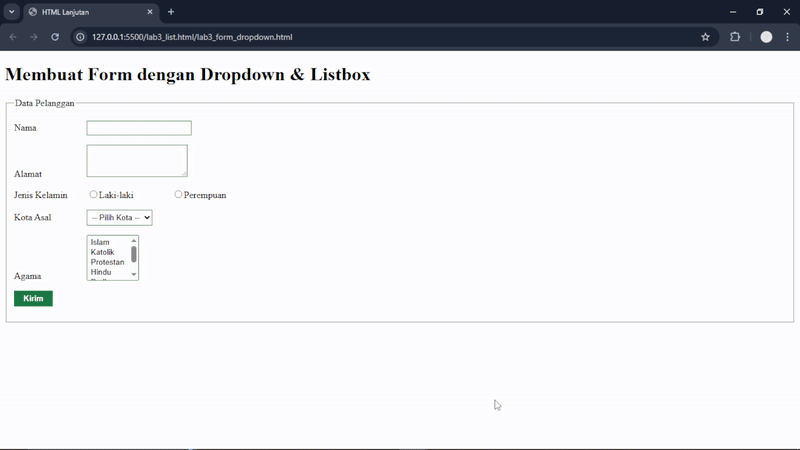 HTML Lanjutan
127.0.0.1:5500/lab3_list.html/lab3_form_dropdown.html
Membuat Form dengan Dropdown & Listbox
Data Pelanggan
Nama
Alamat
Jenis Kelamin Laki-laki Perempuan
Kota Asal -- Pilih Kota --
Islam
Katolik
Protestan
Hindu
Agama
Kirim